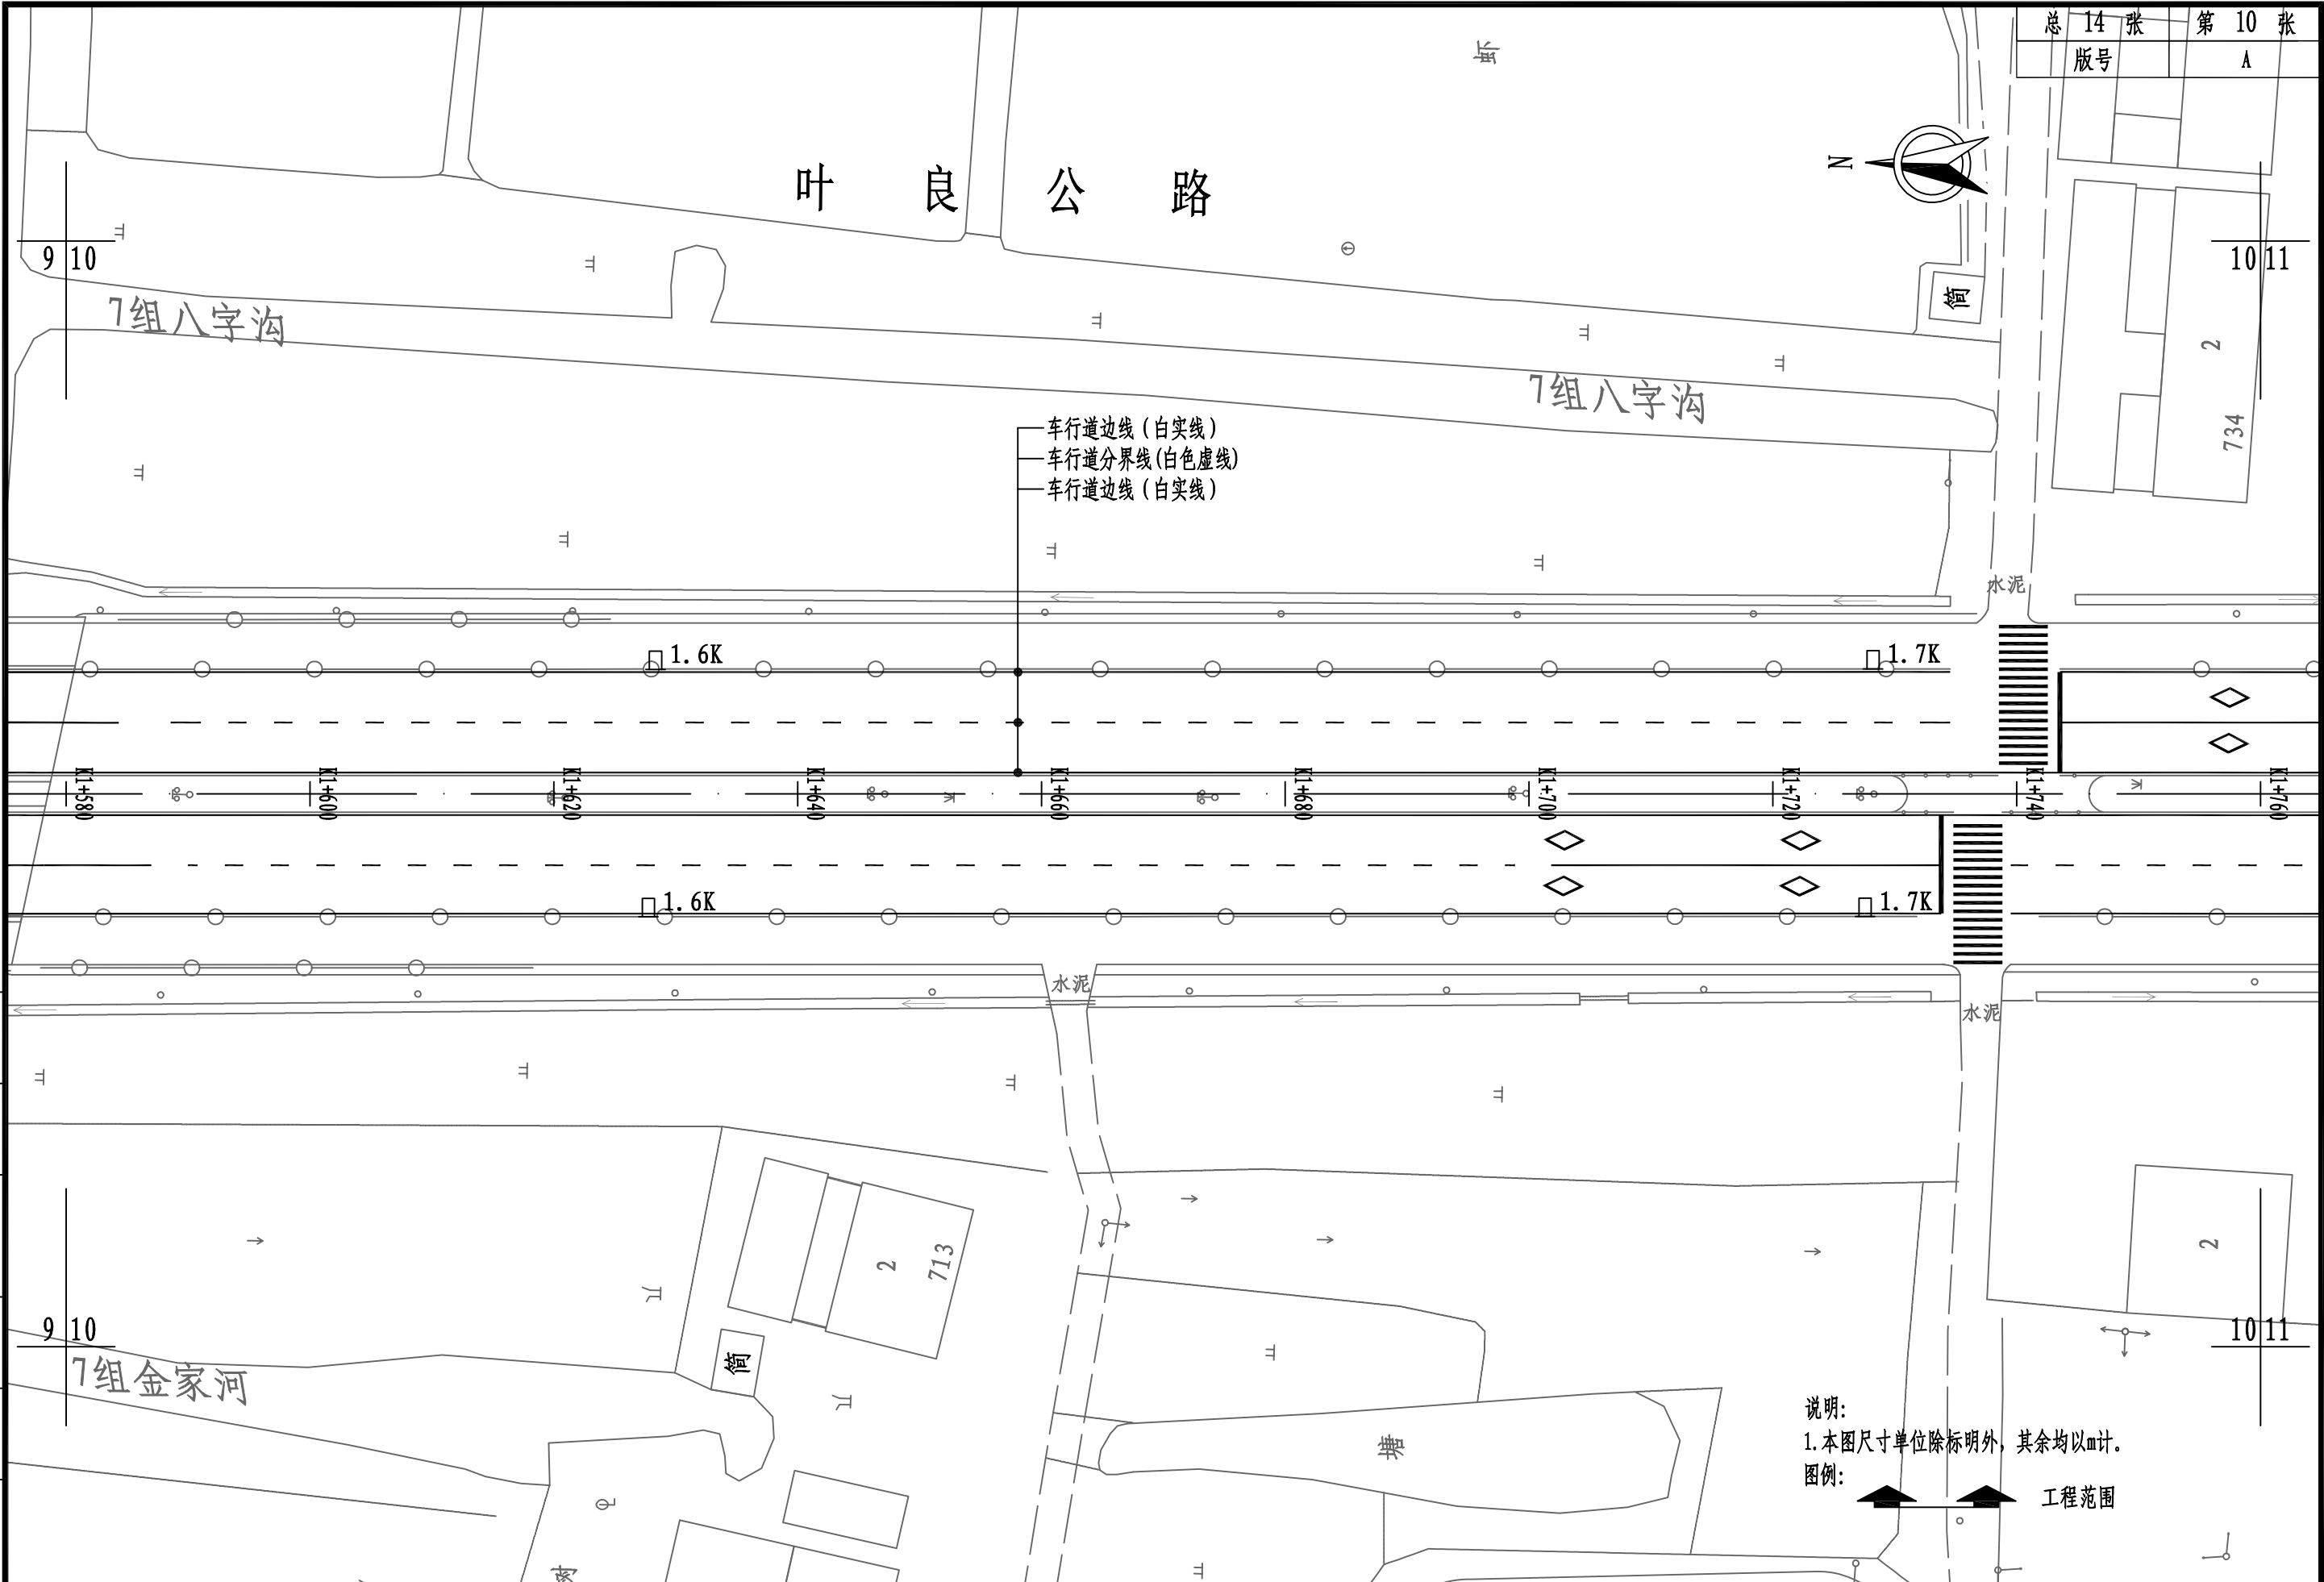 总 14 张 第 10 张
版号 A
虾
叶良公路
N
9 10
10 11
简
7组八字沟
2
7组八字沟
734
车行道边线（白实线）
车行道分界线(白色虚线)
车行道边线（白实线）
水泥
1.6K
1.7K
K1+580
K1+600
K1+620
K1+640
K1+660
K1+680
K1+700
K1+720
K1+740
K1+760
1.6K
1.7K
水泥
水泥
2
713
2
9 10
10 11
简
7组金家河
塘
说明:
1.本图尺寸单位除标明外，其余均以m计。
图例:
工程范围